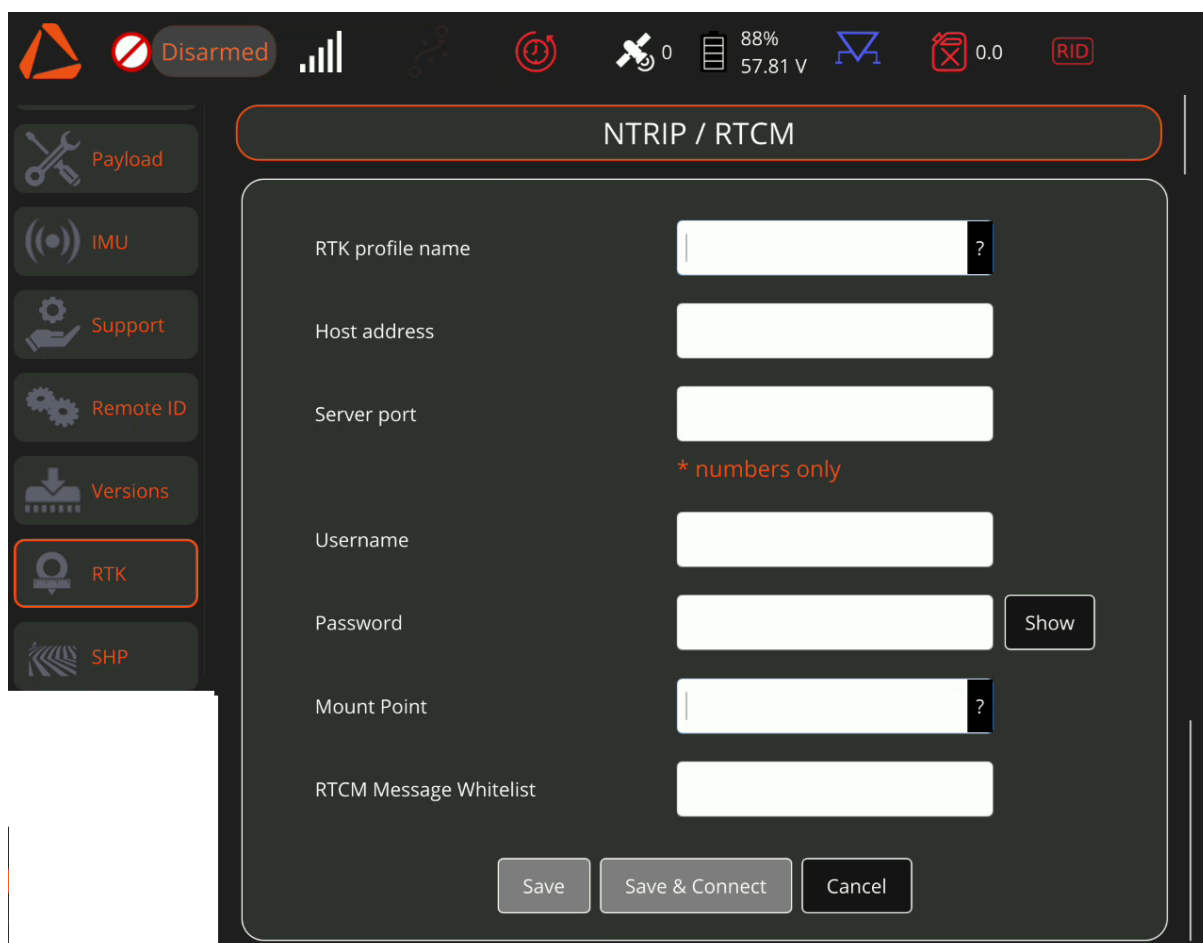 Disarmed
0
88%
57.81 V
0.0
RID
Payload
IMU
Support
Remote ID
Versions
RTK
SHP
NTRIP / RTCM
RTK profile name
?
Host address
Server port
* numbers only
Username
Password
Show
Mount Point
?
RTCM Message Whitelist
Save
Save & Connect
Cancel